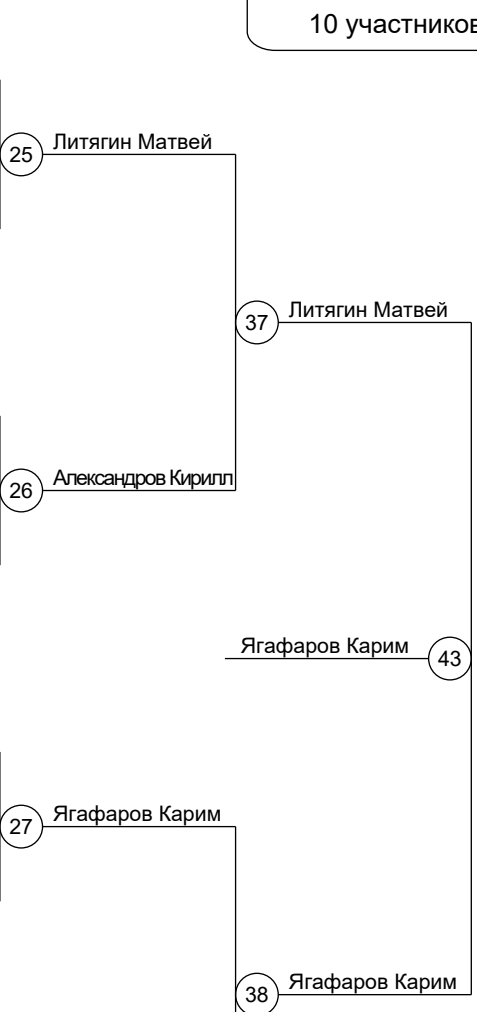 10 участников
25 Литягин Матвей
37 Литягин Матвей
26 Александров Кирилл
Ягафаров Карим 43
27 Ягафаров Карим
38 Ягафаров Карим